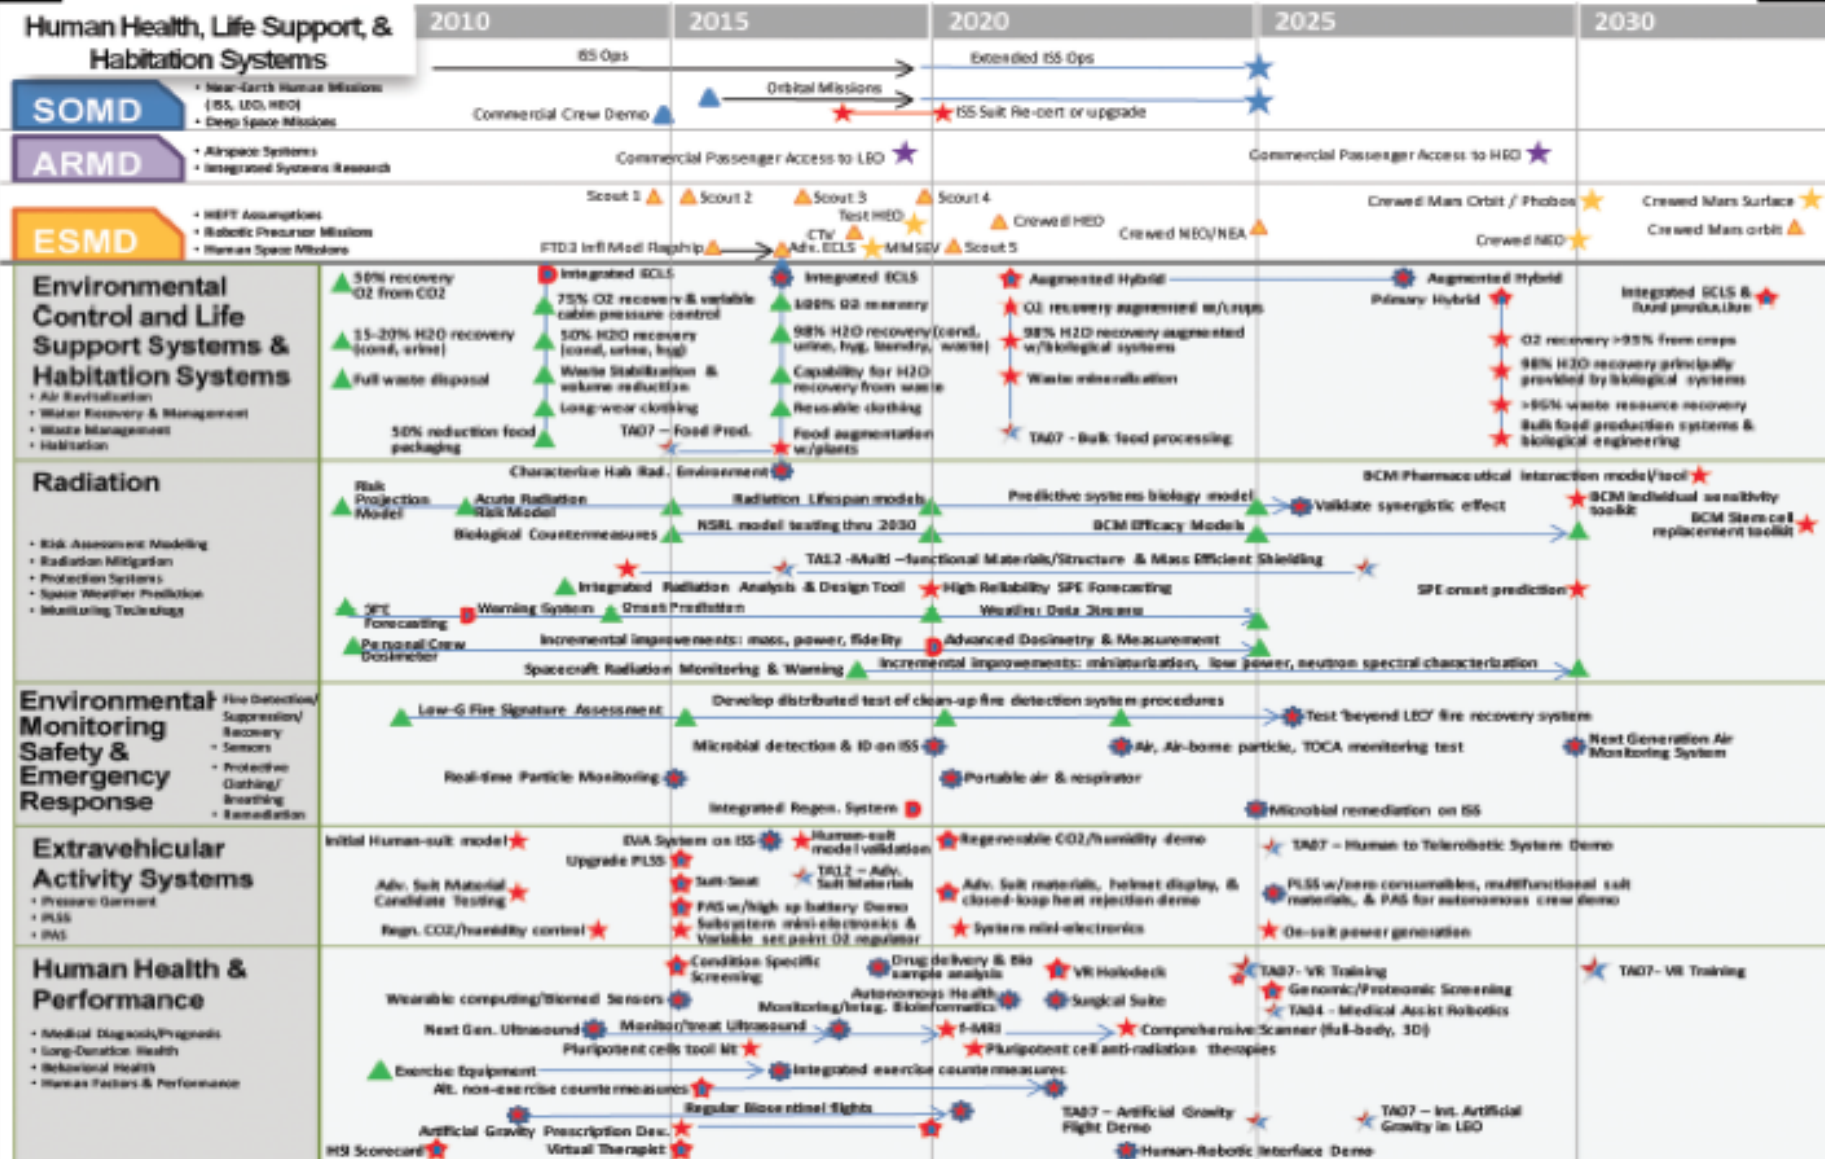 Human Health, Life Support, &
Habitation Systems
2010
2015
2020
2025
2030
SOMD
• Near-Earth Human Missions
(ISS, LEO, HEO)
• Deep Space Missions
ISS Ops
Extended ISS Ops
Orbital Missions
Commercial Crew Demo
ISS Suit Re-cert or upgrade
ARMD
• Airspace Systems
• Integrated Systems Research
Commercial Passenger Access to LEO
Commercial Passenger Access to HEO
ESMD
• HEFT Assumptions
• Robotic Precursor Missions
• Human Space Missions
Scout 1
Scout 2
Scout 3
Scout 4
Test HEO
CTV
Crewed HEO
Crewed NEO/NEA
Crewed Mars Orbit / Phobos
Crewed Mars Surface
Crewed Mars orbit
Crewed NEO
FTD3 Infl Mod Flagship
Adv. ECLS
MMSEV
Scout 5
Environmental
Control and Life
Support Systems &
Habitation Systems
• Air Revitalization
• Water Recovery & Management
• Waste Management
• Habitation
50% recovery
O2 from CO2
15-20% H2O recovery
(cond, urine)
Full waste disposal
Integrated ECLS
75% O2 recovery & variable
cabin pressure control
50% H2O recovery
(cond, urine, hyg)
Waste Stabilization &
volume reduction
Long-wear clothing
50% reduction food
packaging
TA07 – Food Prod.
Integrated ECLS
100% O2 recovery
98% H2O recovery (cond,
urine, hyg, laundry, waste)
Capability for H2O
recovery from waste
Reusable clothing
Food augmentation
w/plants
Augmented Hybrid
O2 recovery augmented w/crops
98% H2O recovery augmented
w/biological systems
Waste mineralization
TA07 - Bulk food processing
Augmented Hybrid
Primary Hybrid
Integrated ECLS &
food production
O2 recovery >95% from crops
98% H2O recovery principally
provided by biological systems
>95% waste resource recovery
Bulk food production systems &
biological engineering
Radiation
• Risk Assessment Modeling
• Radiation Mitigation
• Protection Systems
• Space Weather Prediction
• Monitoring Technology
Characterize Hab Rad. Environment
BCM Pharmaceutical interaction model/tool
Risk
Projection
Model
Acute Radiation
Risk Model
Radiation Lifespan models
Predictive systems biology model
Validate synergistic effect
BCM Individual sensitivity
toolkit
BCM Stem cell
replacement toolkit
Biological Countermeasures
NSRL model testing thru 2030
BCM Efficacy Models
TA12 -Multi –functional Materials/Structure & Mass Efficient Shielding
Integrated Radiation Analysis & Design Tool
High Reliability SPE Forecasting
SPE onset prediction
SPE
Forecasting
Warning System
Onset Prediction
Weather Data Streams
Personal Crew
Dosimeter
Incremental improvements: mass, power, fidelity
Advanced Dosimetry & Measurement
Spacecraft Radiation Monitoring & Warning
Incremental improvements: miniaturization, low power, neutron spectral characterization
Environmental
Monitoring
Safety &
Emergency
Response
• Fire Detection/
Suppression/
Recovery
• Sensors
• Protective
Clothing/
Breathing
• Remediation
Low-G Fire Signature Assessment
Develop distributed test of clean-up fire detection system procedures
Test 'beyond LEO' fire recovery system
Microbial detection & ID on ISS
Air, Air-borne particle, TOCA monitoring test
Next Generation Air
Monitoring System
Real-time Particle Monitoring
Portable air & respirator
Integrated Regen. System
Microbial remediation on ISS
Extravehicular
Activity Systems
• Pressure Garment
• PLSS
• PAS
Initial Human-suit model
EVA System on ISS
Human-suit
model validation
Regenerable CO2/humidity demo
TA07 – Human to Telerobotic System Demo
Upgrade PLSS
Adv. Suit Material
Candidate Testing
Suit-Seat
TA12 – Adv.
Suit Materials
Adv. Suit materials, helmet display, &
closed-loop heat rejection demo
PLSS w/zero consumables, multifunctional suit
materials, & PAS for autonomous crew demo
PAS w/high sp battery Demo
Regn. CO2/humidity control
Subsystem mini-electronics &
Variable set point O2 regulator
System mini-electronics
On-suit power generation
Human Health &
Performance
• Medical Diagnosis/Prognosis
• Long-Duration Health
• Behavioral Health
• Human Factors & Performance
Condition Specific
Screening
Drug delivery & Bio
sample analysis
VR Holodeck
TA07- VR Training
TA07- VR Training
Wearable computing/Biomed Sensors
Autonomous Health
Monitoring/Integ. Bioinformatics
Surgical Suite
Genomic/Proteomic Screening
TA04 - Medical Assist Robotics
Next Gen. Ultrasound
Monitor/treat Ultrasound
f-MRI
Comprehensive Scanner (full-body, 3D)
Pluripotent cells tool kit
Pluripotent cell anti-radiation therapies
Exercise Equipment
Integrated exercise countermeasures
Alt. non-exercise countermeasures
Regular Biosentinel flights
TA07 – Artificial Gravity
Flight Demo
TA07 – Int. Artificial
Gravity in LEO
Artificial Gravity Prescription Dev.
HSI Scorecard
Virtual Therapist
Human-Robotic Interface Demo